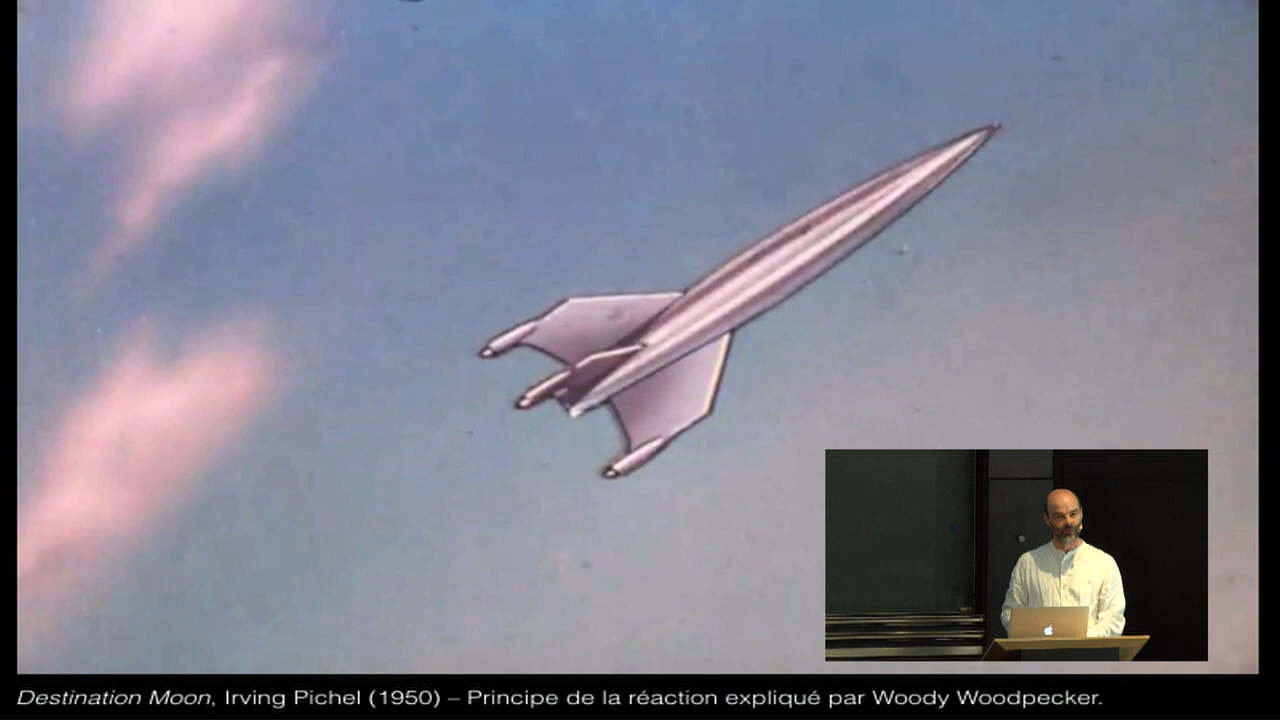 Destination Moon, Irving Pichel (1950) – Principe de la réaction expliqué par Woody Woodpecker.